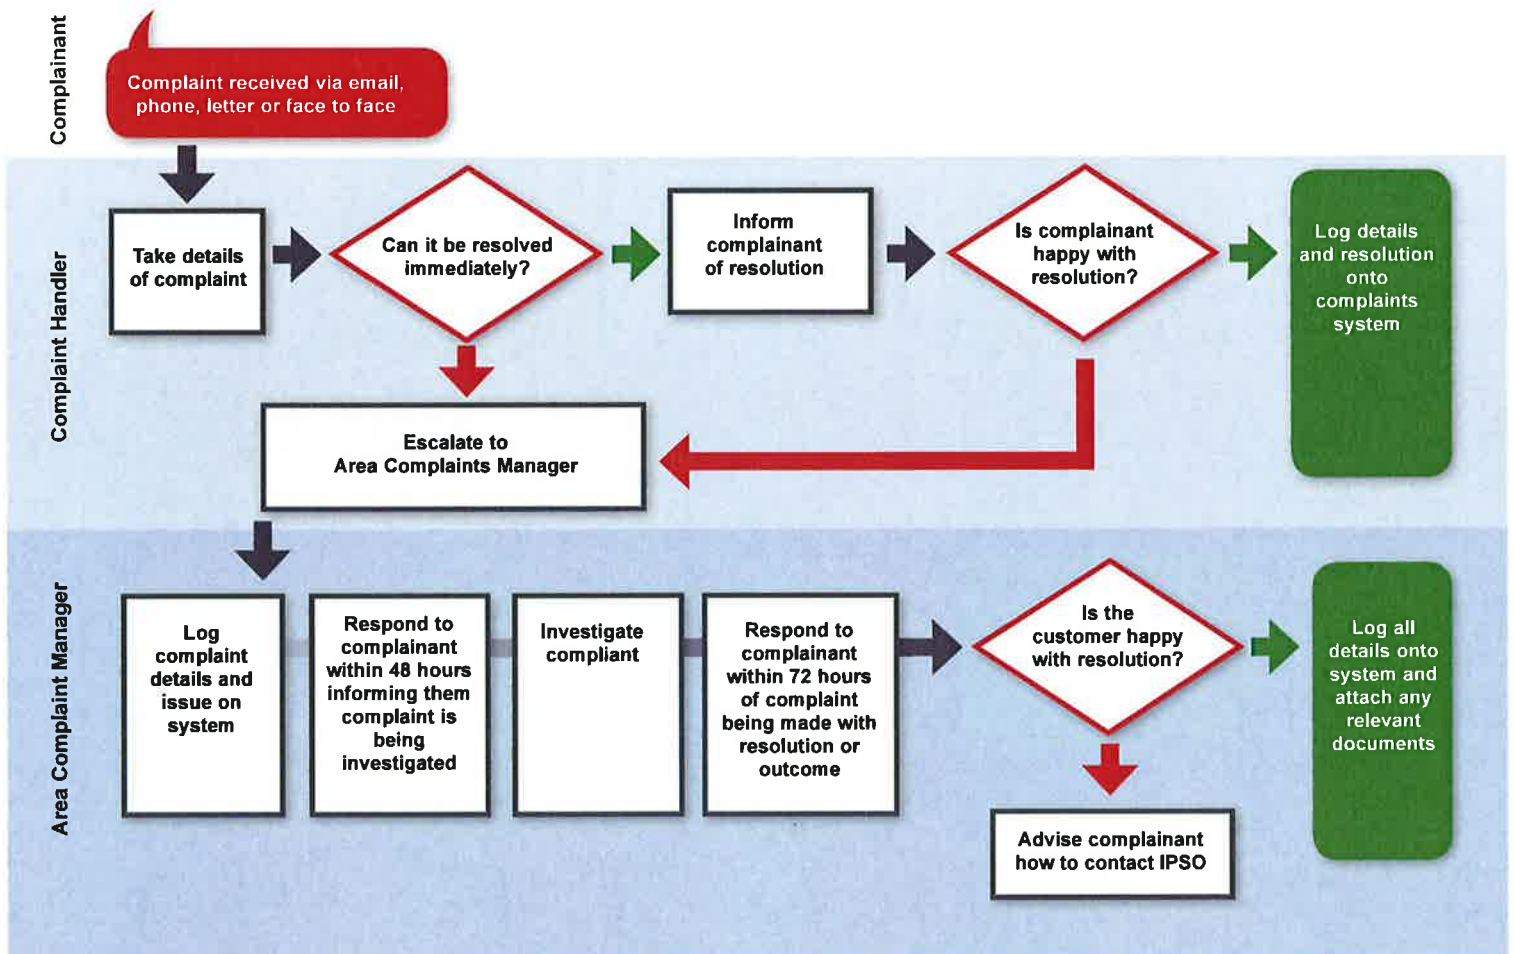 Complainant
Complaint received via email,
phone, letter or face to face
Complaint Handler
Take details
of complaint
Can it be resolved
immediately?
Inform
complainant
of resolution
Is complainant
happy with
resolution?
Log details
and resolution
onto
complaints
system
Escalate to
Area Complaints Manager
Area Complaint Manager
Log
complaint
details and
issue on
system
Respond to
complainant
within 48 hours
informing them
complaint is
being
investigated
Investigate
compliant
Respond to
complainant
within 72 hours
of complaint
being made with
resolution or
outcome
Is the
customer happy
with resolution?
Log all
details onto
system and
attach any
relevant
documents
Advise complainant
how to contact IPSO